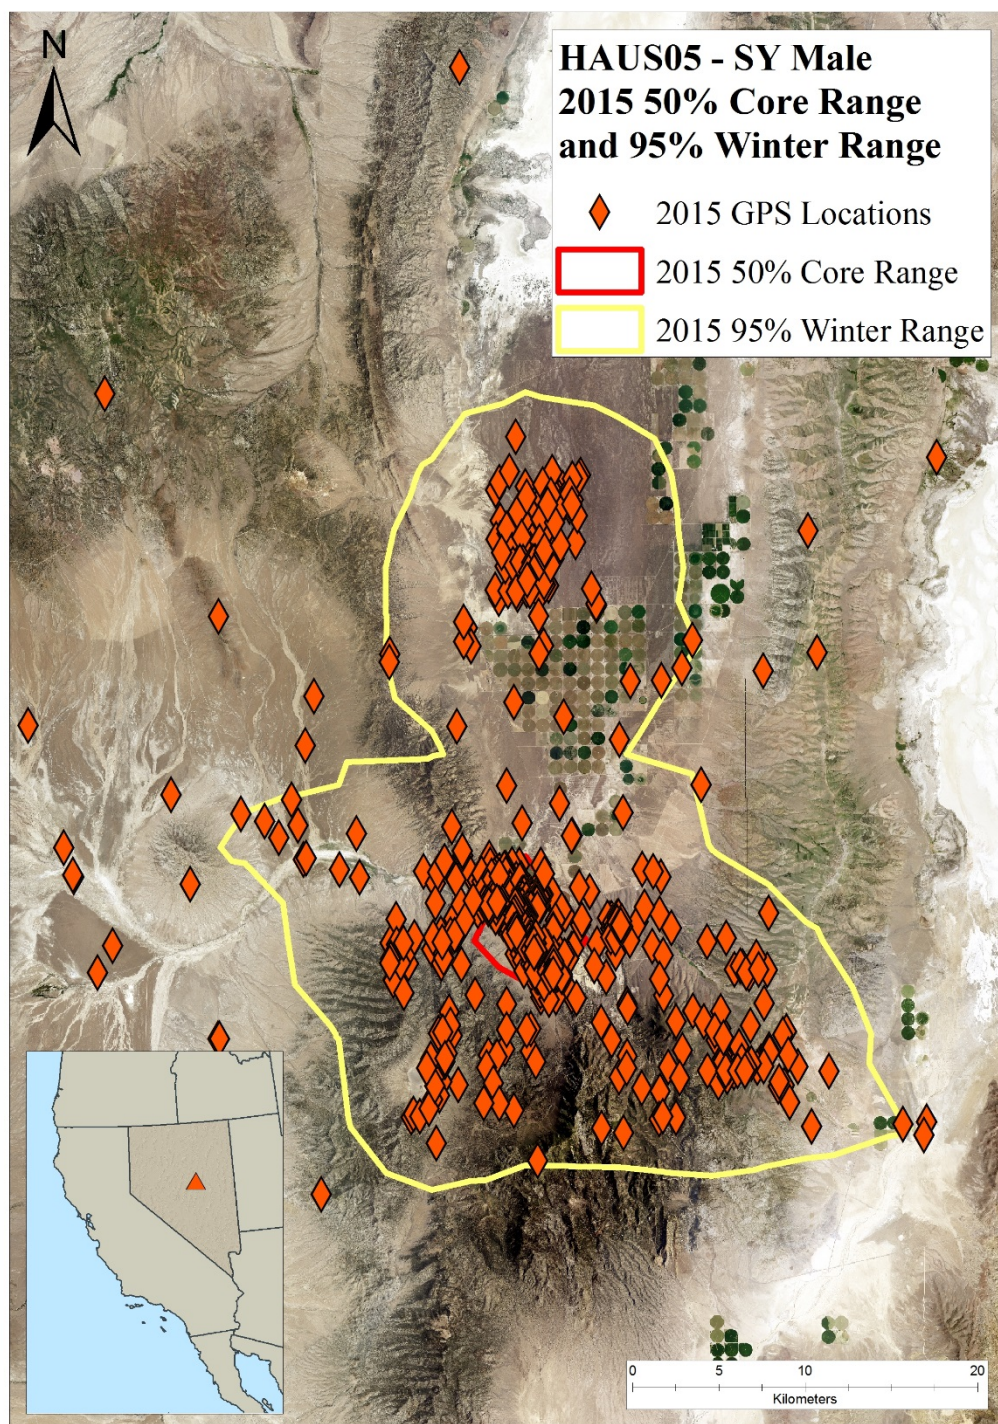 N
HAUS05 - SY Male
2015 50% Core Range
and 95% Winter Range
2015 GPS Locations
2015 50% Core Range
2015 95% Winter Range
0 5 10 20
Kilometers